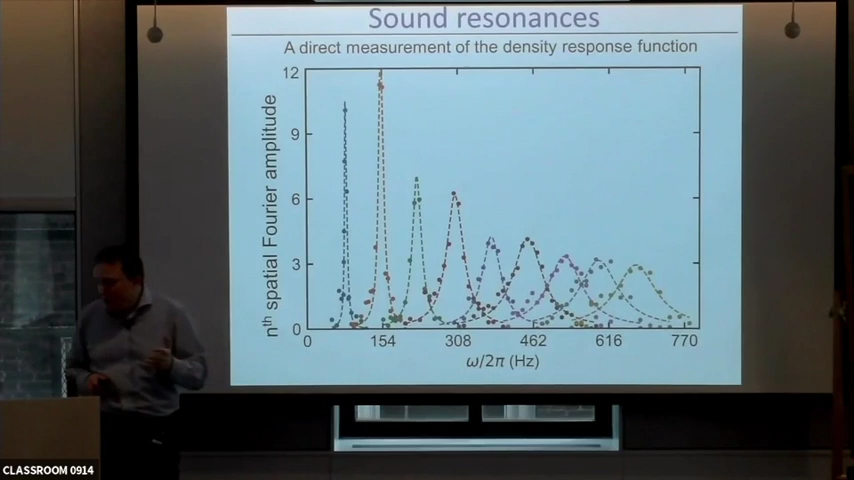 Sound resonances
A direct measurement of the density response function
nth spatial Fourier amplitude
12
9
6
3
0
0 154 308 462 616 770
ω/2π (Hz)
CLASSROOM 0914